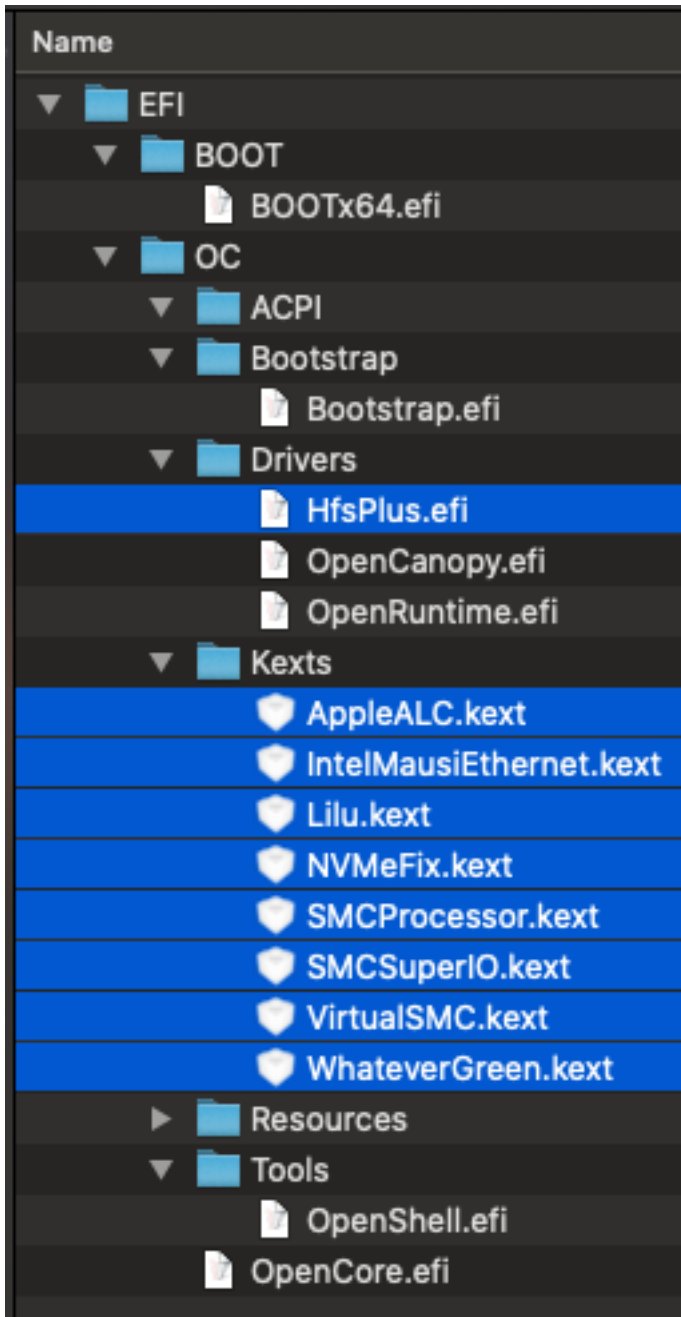 Name
EFI
BOOT
BOOTx64.efi
OC
ACPI
Bootstrap
Bootstrap.efi
Drivers
HfsPlus.efi
OpenCanopy.efi
OpenRuntime.efi
Kexts
AppleALC.kext
IntelMausiEthernet.kext
Lilu.kext
NVMeFix.kext
SMCProcessor.kext
SMCSuperIO.kext
VirtualSMC.kext
WhateverGreen.kext
Resources
Tools
OpenShell.efi
OpenCore.efi